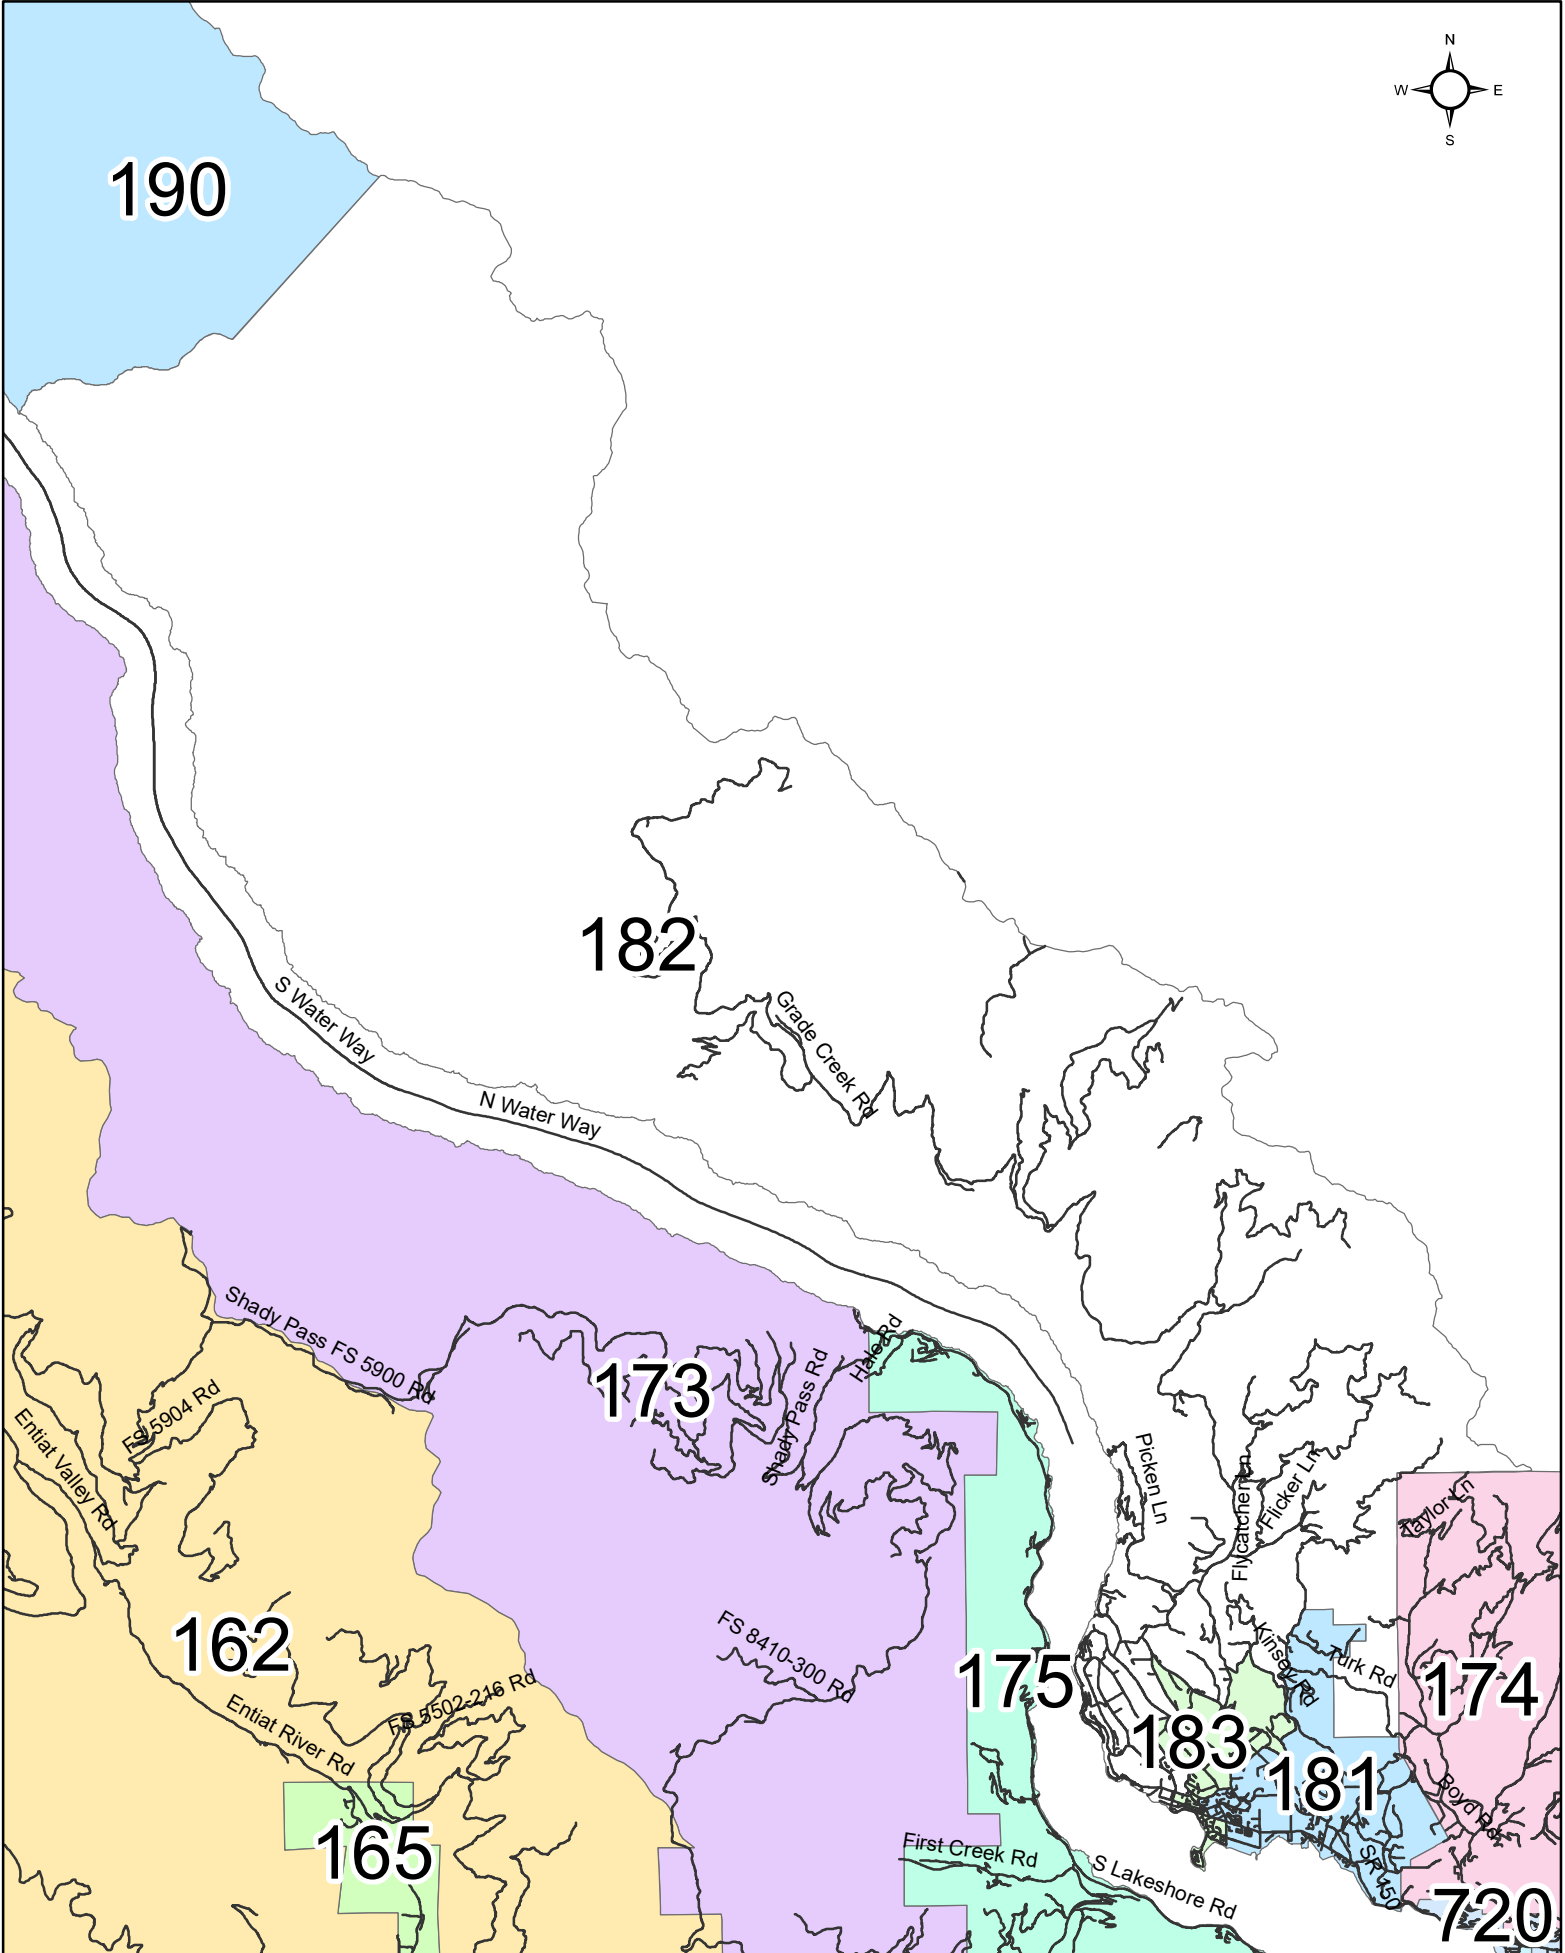 N
W E
S
190
182
S Water Way
Grade Creek Rd
N Water Way
Shady Pass FS 5900 Rd
Hale Rd
173
Shady Pass Rd
FS 5904 Rd
Entiat Valley Rd
Picken Ln
Flycatcher Ln
Flicker Ln
Taylor Ln
162
FS 8410-300 Rd
175
Kinsey Rd
Turk Rd
174
FS 5502-216 Rd
Entiat River Rd
183
181
Boyd Rd
165
First Creek Rd
S Lakeshore Rd
SR 150
720